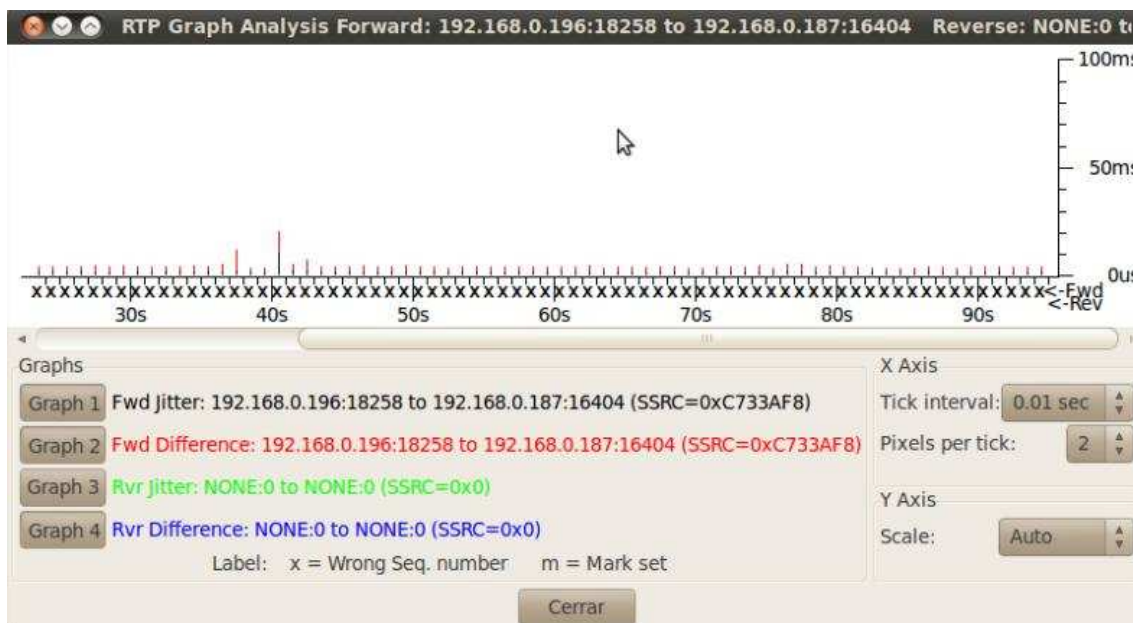 RTP Graph Analysis Forward: 192.168.0.196:18258 to 192.168.0.187:16404 Reverse: NONE:0
100ms
50ms
0us
xxxxxxxxxxxxxxxxxxxxxxxxxxxxxxxxxxxxxxxxxxxxxxxxxxxxxxxxxxxxxxxxxxxxxxxx<-Fwd
<-Rev
30s 40s 50s 60s 70s 80s 90s
Graphs
Graph 1 Fwd Jitter: 192.168.0.196:18258 to 192.168.0.187:16404 (SSRC=0xC733AF8)
Graph 2 Fwd Difference: 192.168.0.196:18258 to 192.168.0.187:16404 (SSRC=0xC733AF8)
Graph 3 Rvr Jitter: NONE:0 to NONE:0 (SSRC=0x0)
Graph 4 Rvr Difference: NONE:0 to NONE:0 (SSRC=0x0)
Label: x = Wrong Seq. number m = Mark set
X Axis
Tick interval: 0.01 sec
Pixels per tick: 2
Y Axis
Scale: Auto
Cerrar